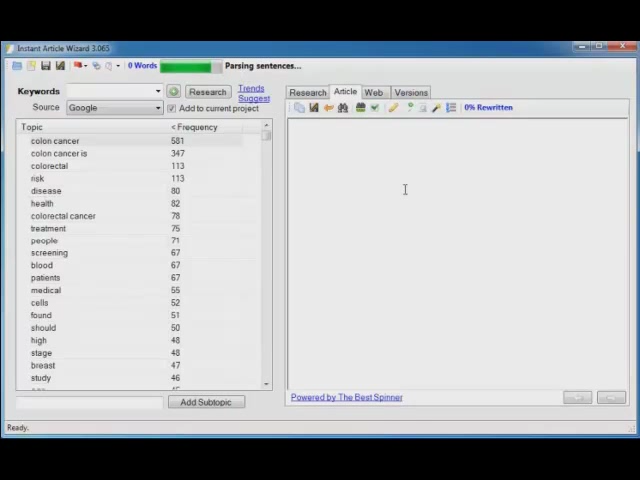 Instant Article Wizard 3.065
0 Words Parsing sentences...
Keywords Research Trends Suggest
Source Google Add to current project
Topic < Frequency
colon cancer 581
colon cancer is 347
colorectal 113
risk 113
disease 80
health 82
colorectal cancer 78
treatment 75
people 71
screening 67
blood 67
patients 67
medical 55
cells 52
found 51
should 50
high 48
stage 48
breast 47
study 46
Add Subtopic
Research Article Web Versions
0% Rewritten
Powered by The Best Spinner
Ready.